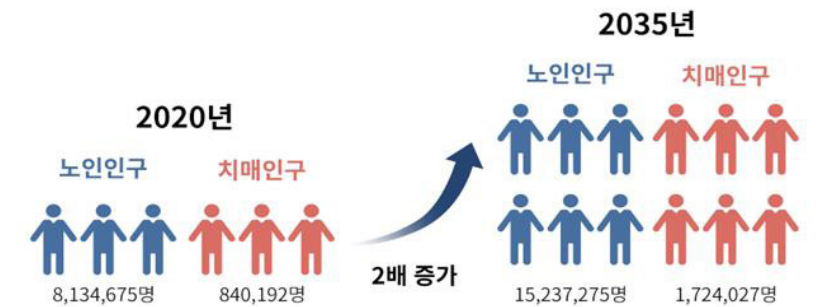 2020년
노인인구 치매인구
8,134,675명 840,192명
2배 증가
2035년
노인인구 치매인구
15,237,275명 1,724,027명